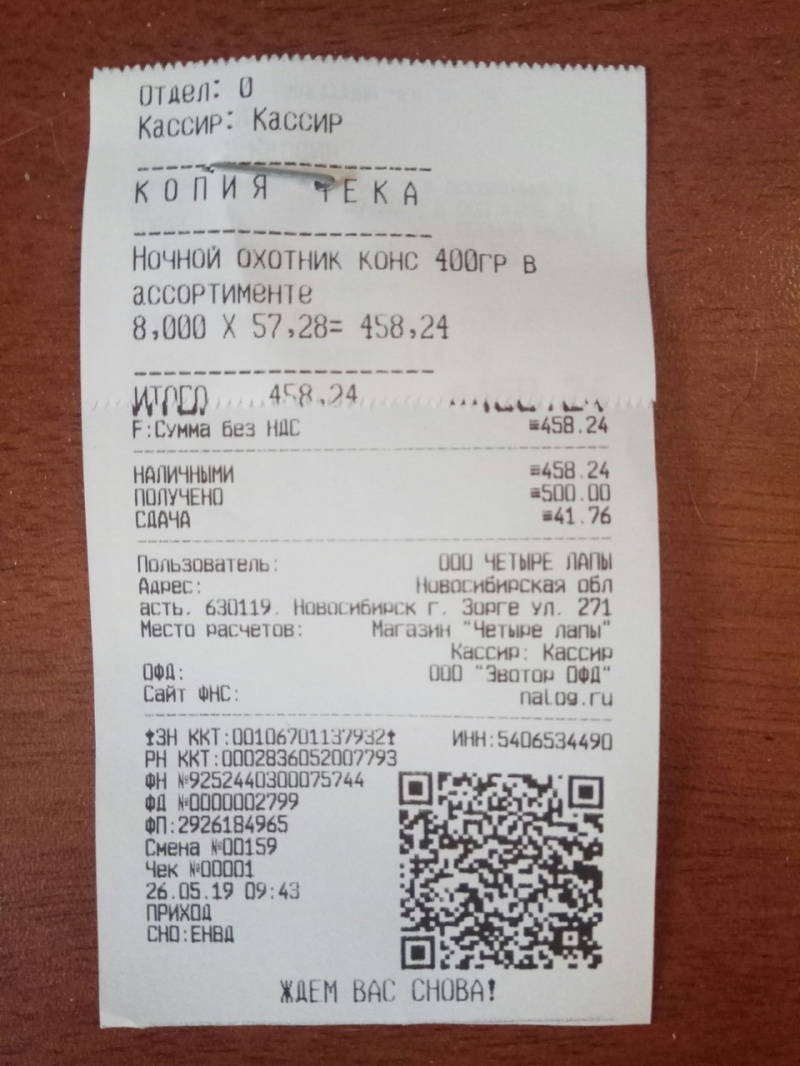 Отдел: 0
Кассир: Кассир
КОПИЯ ЧЕКА
Ночной охотник конс 400гр в
ассортименте
8,000 X 57,28= 458,24
ИТОГО 458.24
F:Сумма без НДС ≡458.24
НАЛИЧНЫМИ ≡458.24
ПОЛУЧЕНО ≡500.00
СДАЧА ≡41.76
Пользователь: ООО ЧЕТЫРЕ ЛАПЫ
Адрес: Новосибирская обл
асть. 630119. Новосибирск г. Зорге ул. 271
Место расчетов: Магазин "Четыре лапы"
Кассир: Кассир
ОФД: ООО "Эвотор ОФД"
Сайт ФНС: nalog.ru
ЗН ККТ:00106701137932 ИНН:5406534490
РН ККТ:0002836052007793
ФН №9252440300075744
ФД №0000002799
ФП:2926184965
Смена №00159
Чек №00001
26.05.19 09:43
ПРИХОД
СНО:ЕНВД
ЖДЕМ ВАС СНОВА!